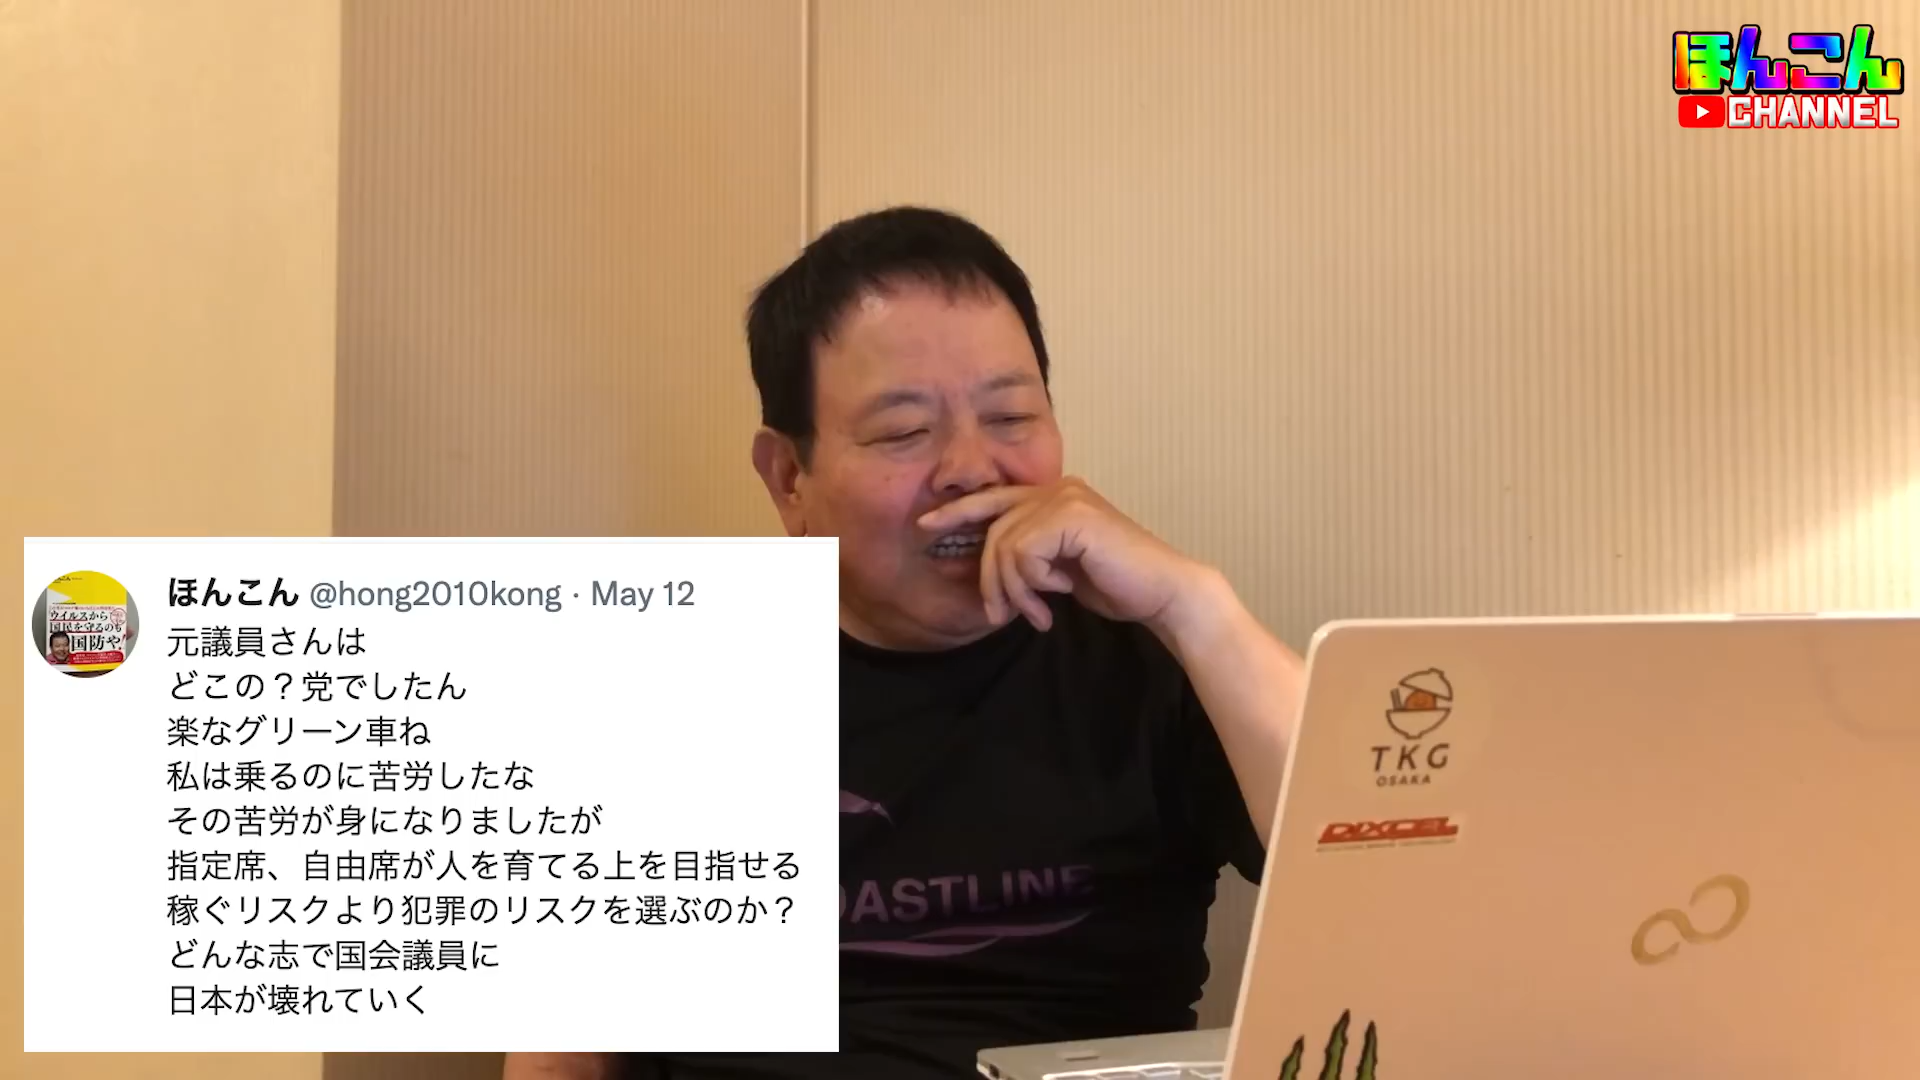 ほんこん
CHANNEL
ほんこん @hong2010kong · May 12
元議員さんは
どこの？党でしたん
楽なグリーン車ね
私は乗るのに苦労したな
その苦労が身になりましたが
指定席、自由席が人を育てる上を目指せる
稼ぐリスクより犯罪のリスクを選ぶのか？
どんな志で国会議員に
日本が壊れていく
ウイルスから
国民を守るのも
国防や!
OASTLINE
TKG
OSAKA
DIXCEL